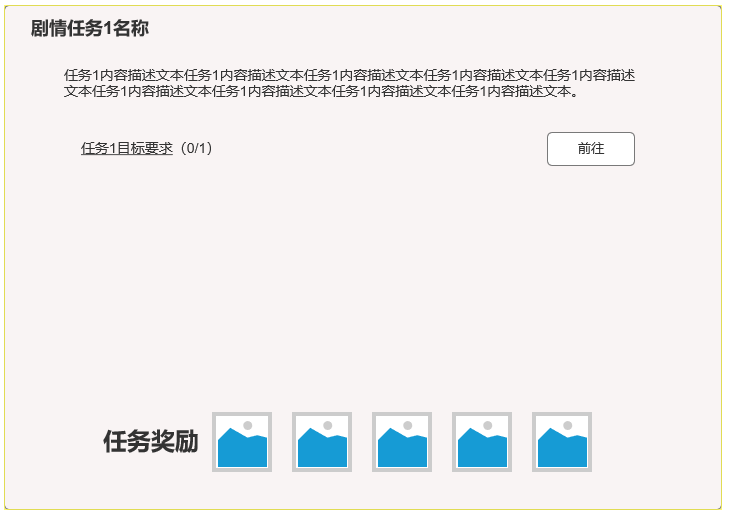 剧情任务1名称
任务1内容描述文本任务1内容描述文本任务1内容描述文本任务1内容描述文本任务1内容描述
文本任务1内容描述文本任务1内容描述文本任务1内容描述文本任务1内容描述文本。
任务1目标要求（0/1） 前往
任务奖励